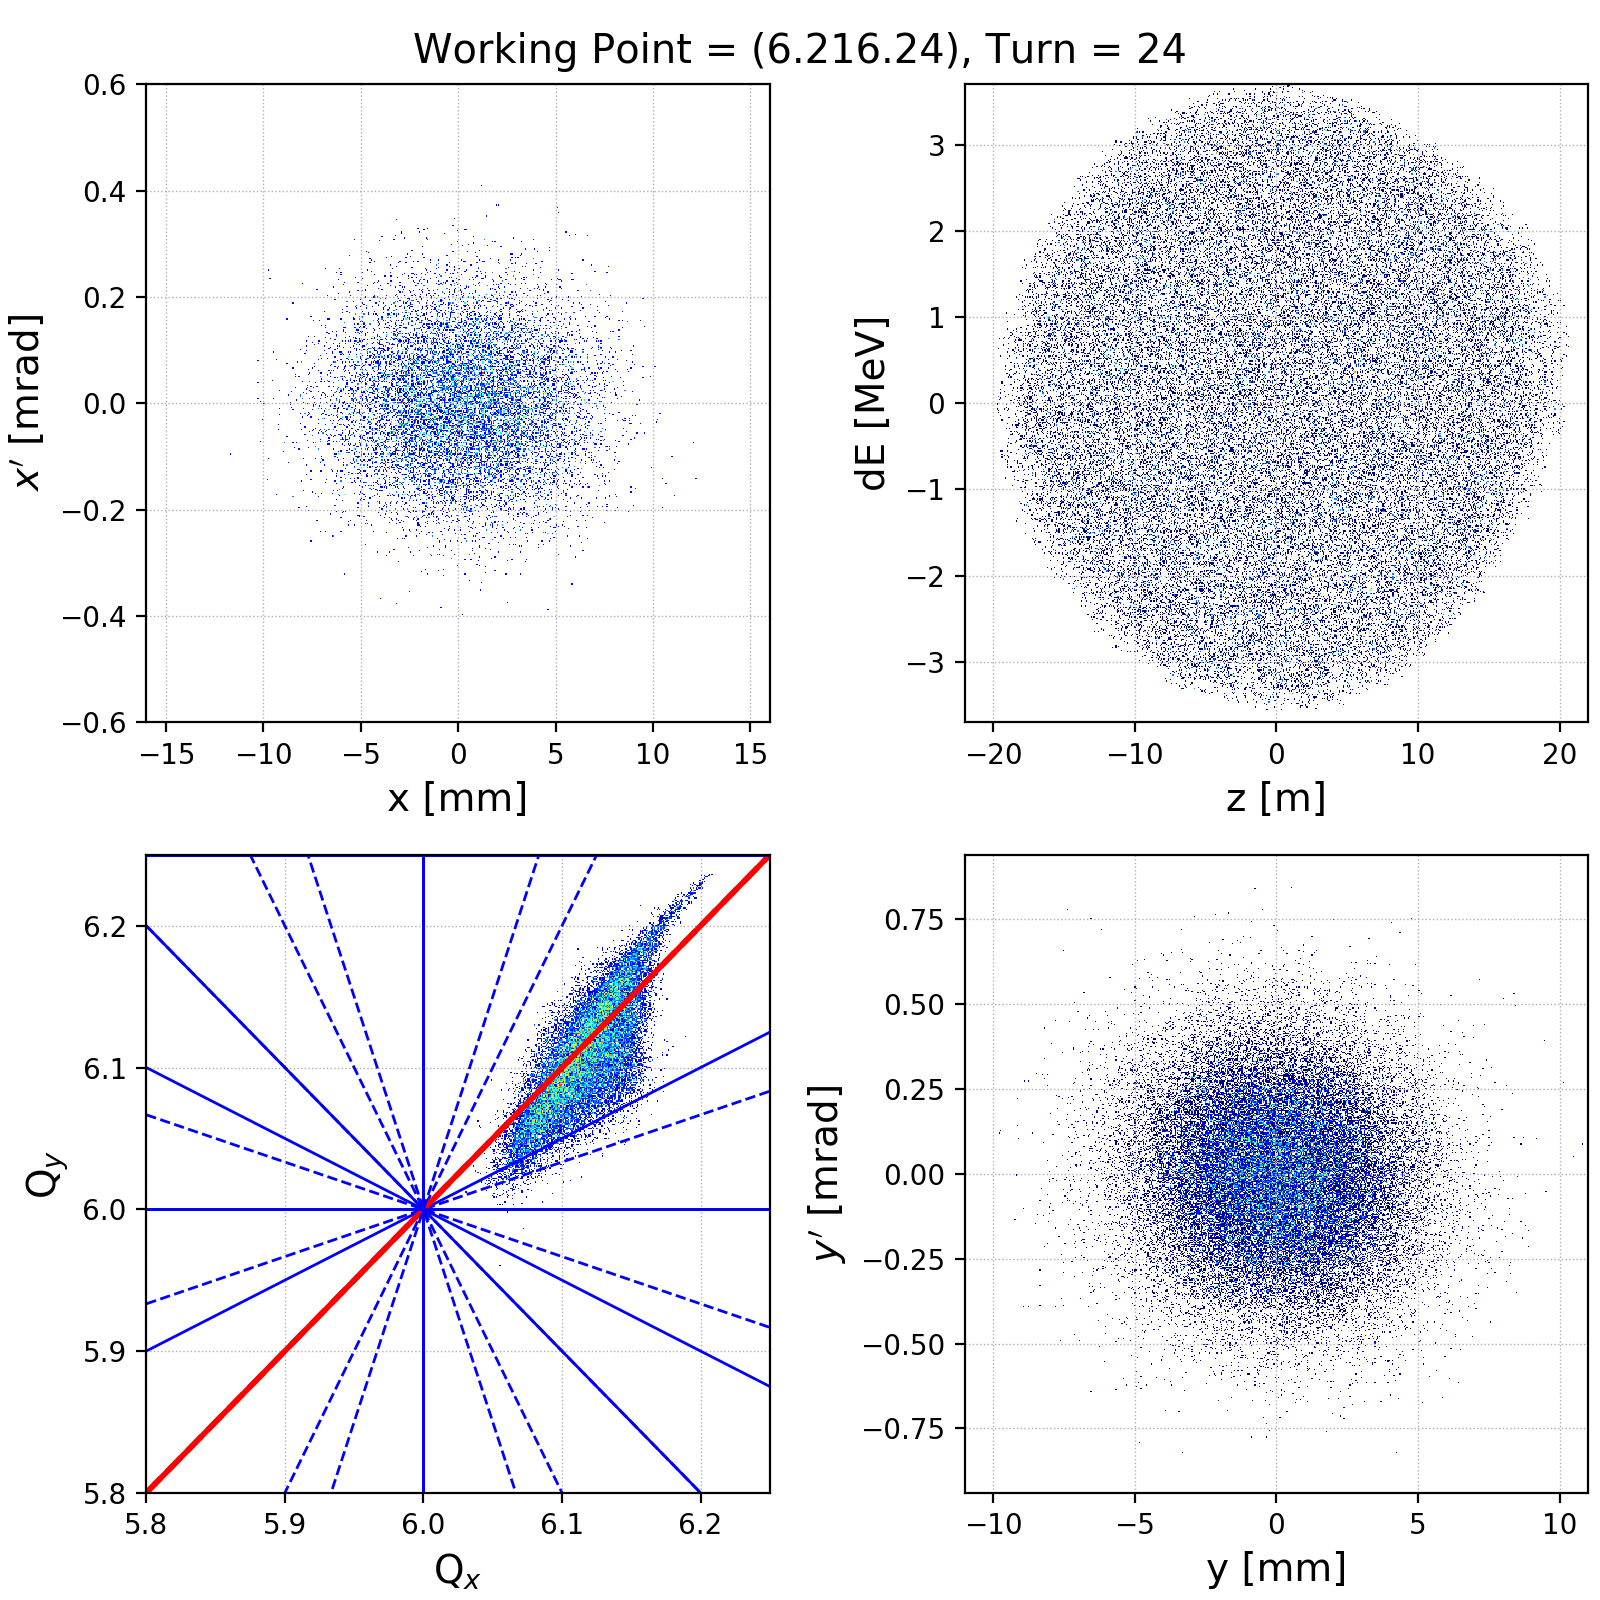 Working Point = (6.216.24), Turn = 24
0.6
0.4
0.2
0.0
−0.2
−0.4
−0.6
x′ [mrad]
−15 −10 −5 0 5 10 15
x [mm]
3
2
1
0
−1
−2
−3
dE [MeV]
−20 −10 0 10 20
z [m]
6.2
6.1
6.0
5.9
5.8
Qy
5.8 5.9 6.0 6.1 6.2
Qx
0.75
0.50
0.25
0.00
−0.25
−0.50
−0.75
y′ [mrad]
−10 −5 0 5 10
y [mm]